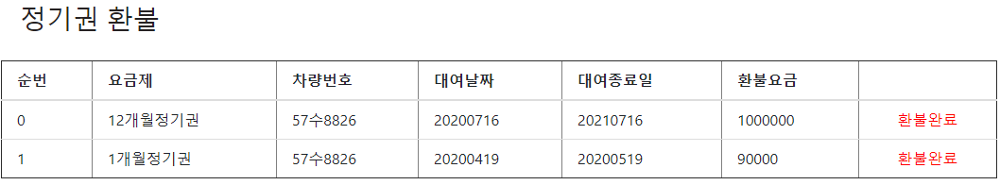 정기권 환불
순번 요금제 차량번호 대여날짜 대여종료일 환불요금
0 12개월정기권 57수8826 20200716 20210716 1000000 환불완료
1 1개월정기권 57수8826 20200419 20200519 90000 환불완료